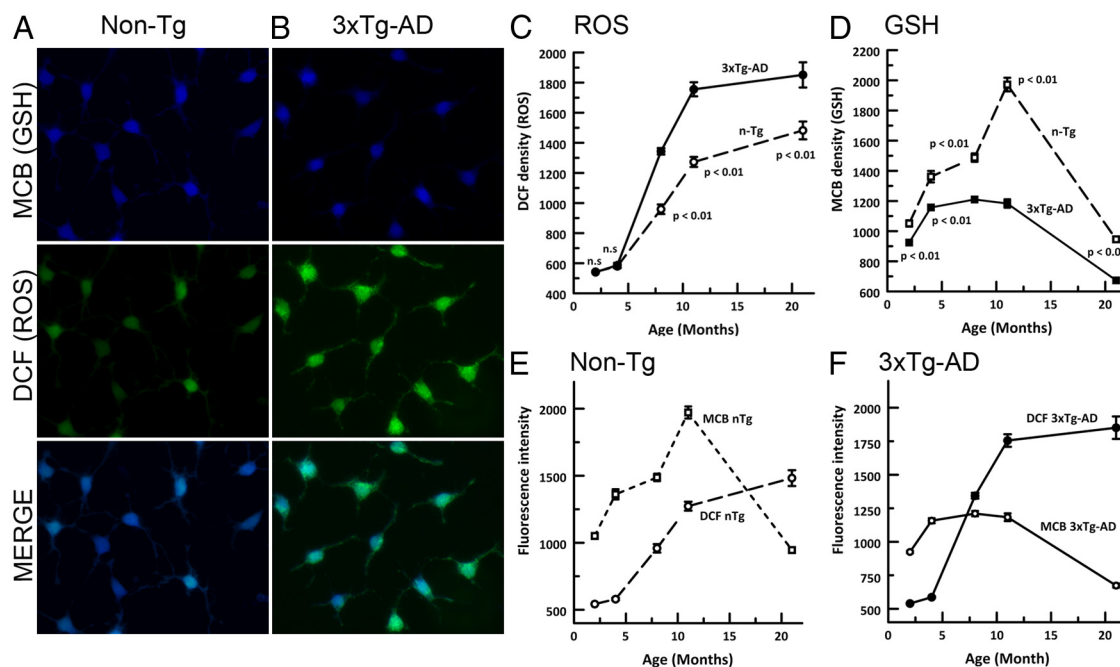 A Non-Tg
B 3xTg-AD
MCB (GSH)
DCF (ROS)
MERGE
C ROS
DCF density (ROS)
2000
1800
1600
1400
1200
1000
800
600
400
3xTg-AD
n-Tg
p < 0.01
p < 0.01
p < 0.01
n.s
n.s
0 5 10 15 20
Age (Months)
D GSH
MCB density (GSH)
2200
2000
1800
1600
1400
1200
1000
800
600
p < 0.01
n-Tg
p < 0.01
3xTg-AD
p < 0.01
p < 0.01
p < 0.0
0 5 10 15 20
Age (Months)
E Non-Tg
Fluorescence intensity
2000
1500
1000
500
MCB nTg
DCF nTg
0 5 10 15 20
Age (Months)
F 3xTg-AD
Fluorescence intensity
2000
1750
1500
1250
1000
750
500
DCF 3xTg-AD
MCB 3xTg-AD
0 5 10 15 20
Age (Months)